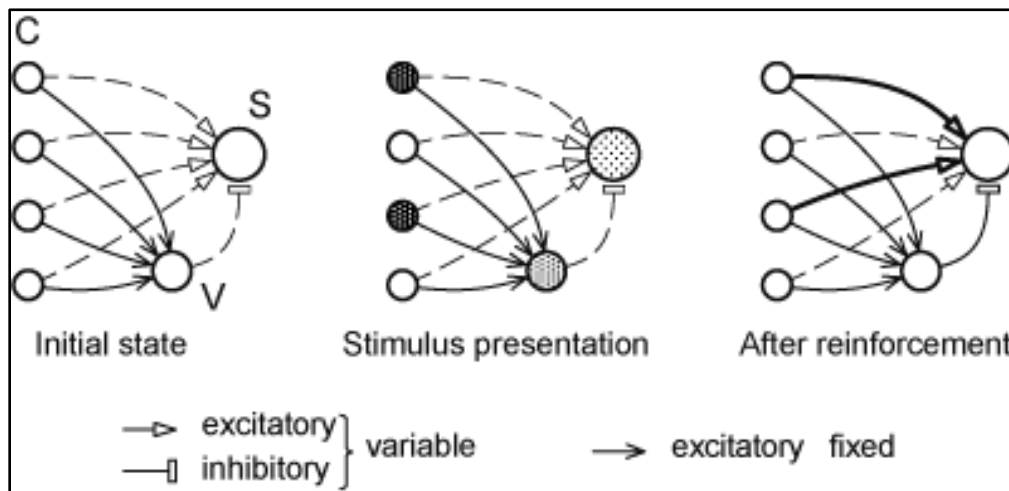 C
S
V
Initial state
Stimulus presentation
After reinforcement
excitatory
inhibitory
variable
excitatory fixed